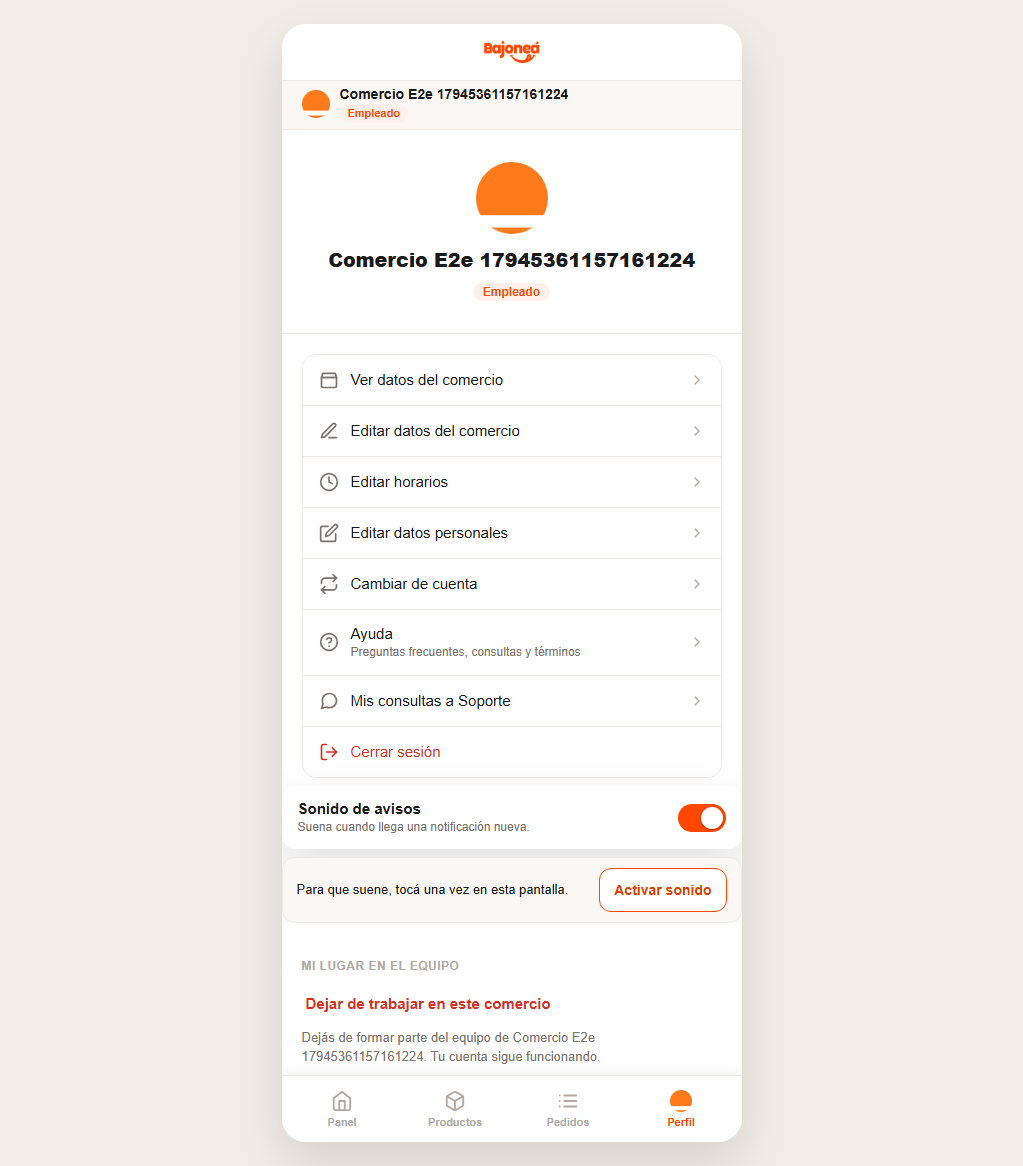 Bajoneá
Comercio E2e 17945361157161224
Empleado
Comercio E2e 17945361157161224
Empleado
Ver datos del comercio
Editar datos del comercio
Editar horarios
Editar datos personales
Cambiar de cuenta
Ayuda
Preguntas frecuentes, consultas y términos
Mis consultas a Soporte
Cerrar sesión
Sonido de avisos
Suena cuando llega una notificación nueva.
Para que suene, tocá una vez en esta pantalla.
Activar sonido
MI LUGAR EN EL EQUIPO
Dejar de trabajar en este comercio
Dejás de formar parte del equipo de Comercio E2e
17945361157161224. Tu cuenta sigue funcionando.
Panel
Productos
Pedidos
Perfil